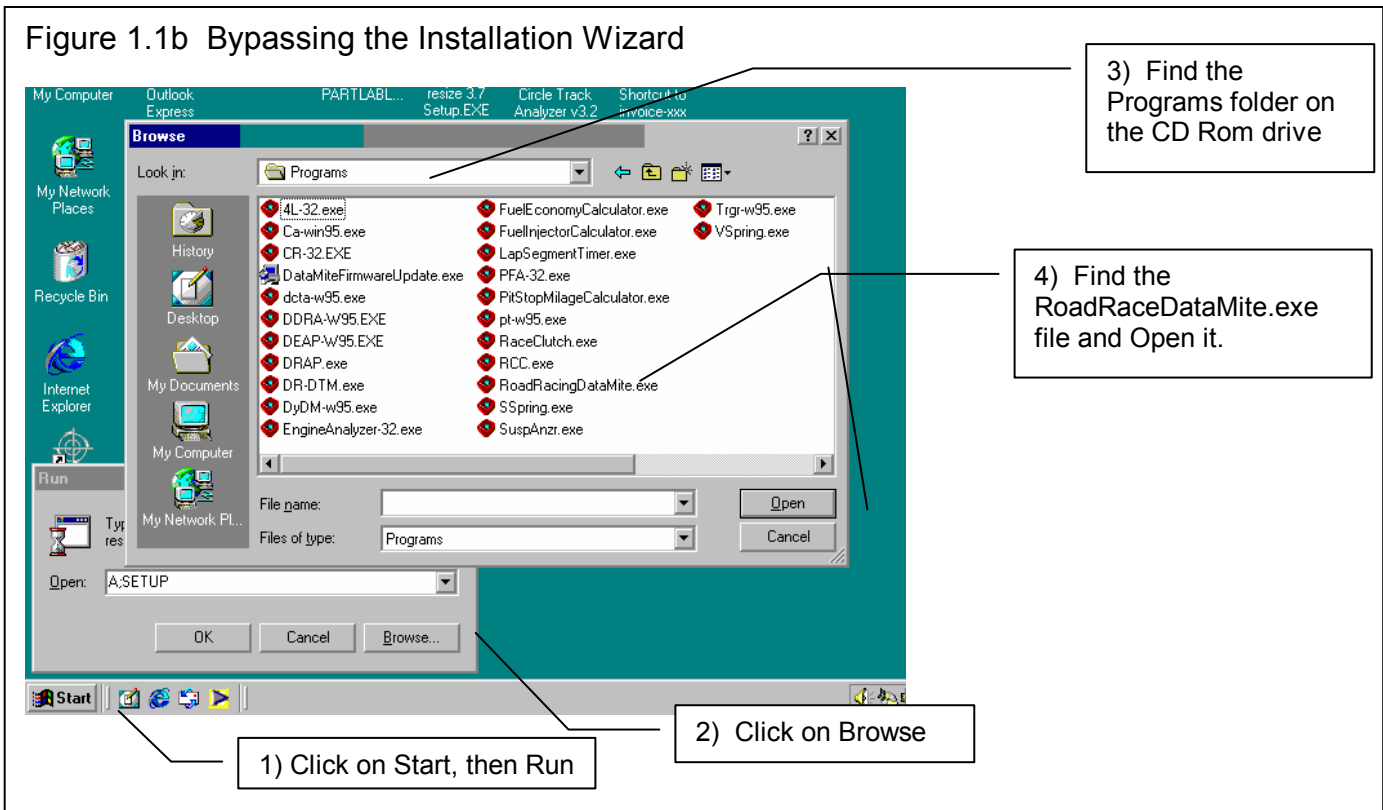 Figure 1.1b Bypassing the Installation Wizard
3) Find the
Programs folder on
the CD Rom drive
My Computer
Outlook
Express
PARTLABL...
resize 3.7
Setup.EXE
Circle Track
Analyzer v3.2
Shortcut to
invoice-xxx
Browse
Look in:
Programs
My Network
Places
Recycle Bin
Internet
Explorer
History
Desktop
My Documents
My Computer
My Network Pl...
4L-32.exe
Ca-win95.exe
CR-32.EXE
DataMiteFirmwareUpdate.exe
dcta-w95.exe
DDRA-W95.EXE
DEAP-W95.EXE
DRAP.exe
DR-DTM.exe
DyDM-w95.exe
EngineAnalyzer-32.exe
FuelEconomyCalculator.exe
FuelInjectorCalculator.exe
LapSegmentTimer.exe
PFA-32.exe
PitStopMilageCalculator.exe
pt-w95.exe
RaceClutch.exe
RCC.exe
RoadRacingDataMite.exe
SSpring.exe
SuspAnzr.exe
Trgr-w95.exe
VSpring.exe
4) Find the
RoadRaceDataMite.exe
file and Open it.
File name:
Open
Files of type:
Programs
Cancel
Run
Typ
res
Open:
A;SETUP
OK
Cancel
Browse...
Start
2) Click on Browse
1) Click on Start, then Run